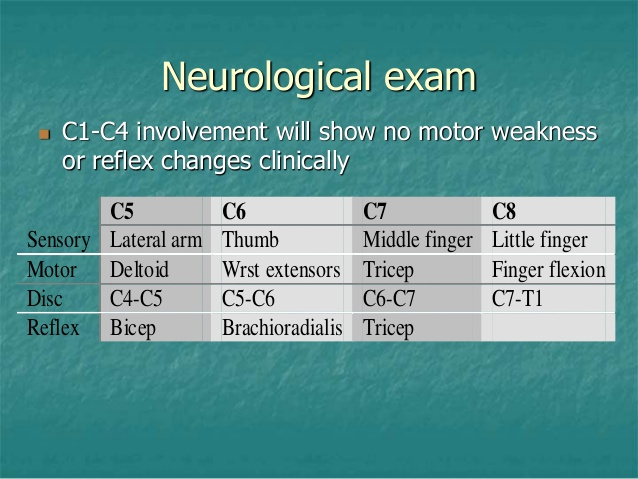 Neurological exam
C1-C4 involvement will show no motor weakness
or reflex changes clinically
C5 C6 C7 C8
Sensory Lateral arm Thumb Middle finger Little finger
Motor Deltoid Wrst extensors Tricep Finger flexion
Disc C4-C5 C5-C6 C6-C7 C7-T1
Reflex Bicep Brachioradialis Tricep